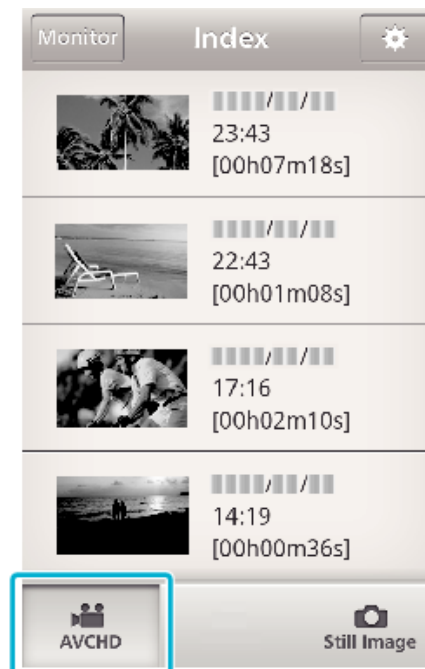 Monitor Index
23:43
[00h07m18s]
22:43
[00h01m08s]
17:16
[00h02m10s]
14:19
[00h00m36s]
AVCHD Still Image